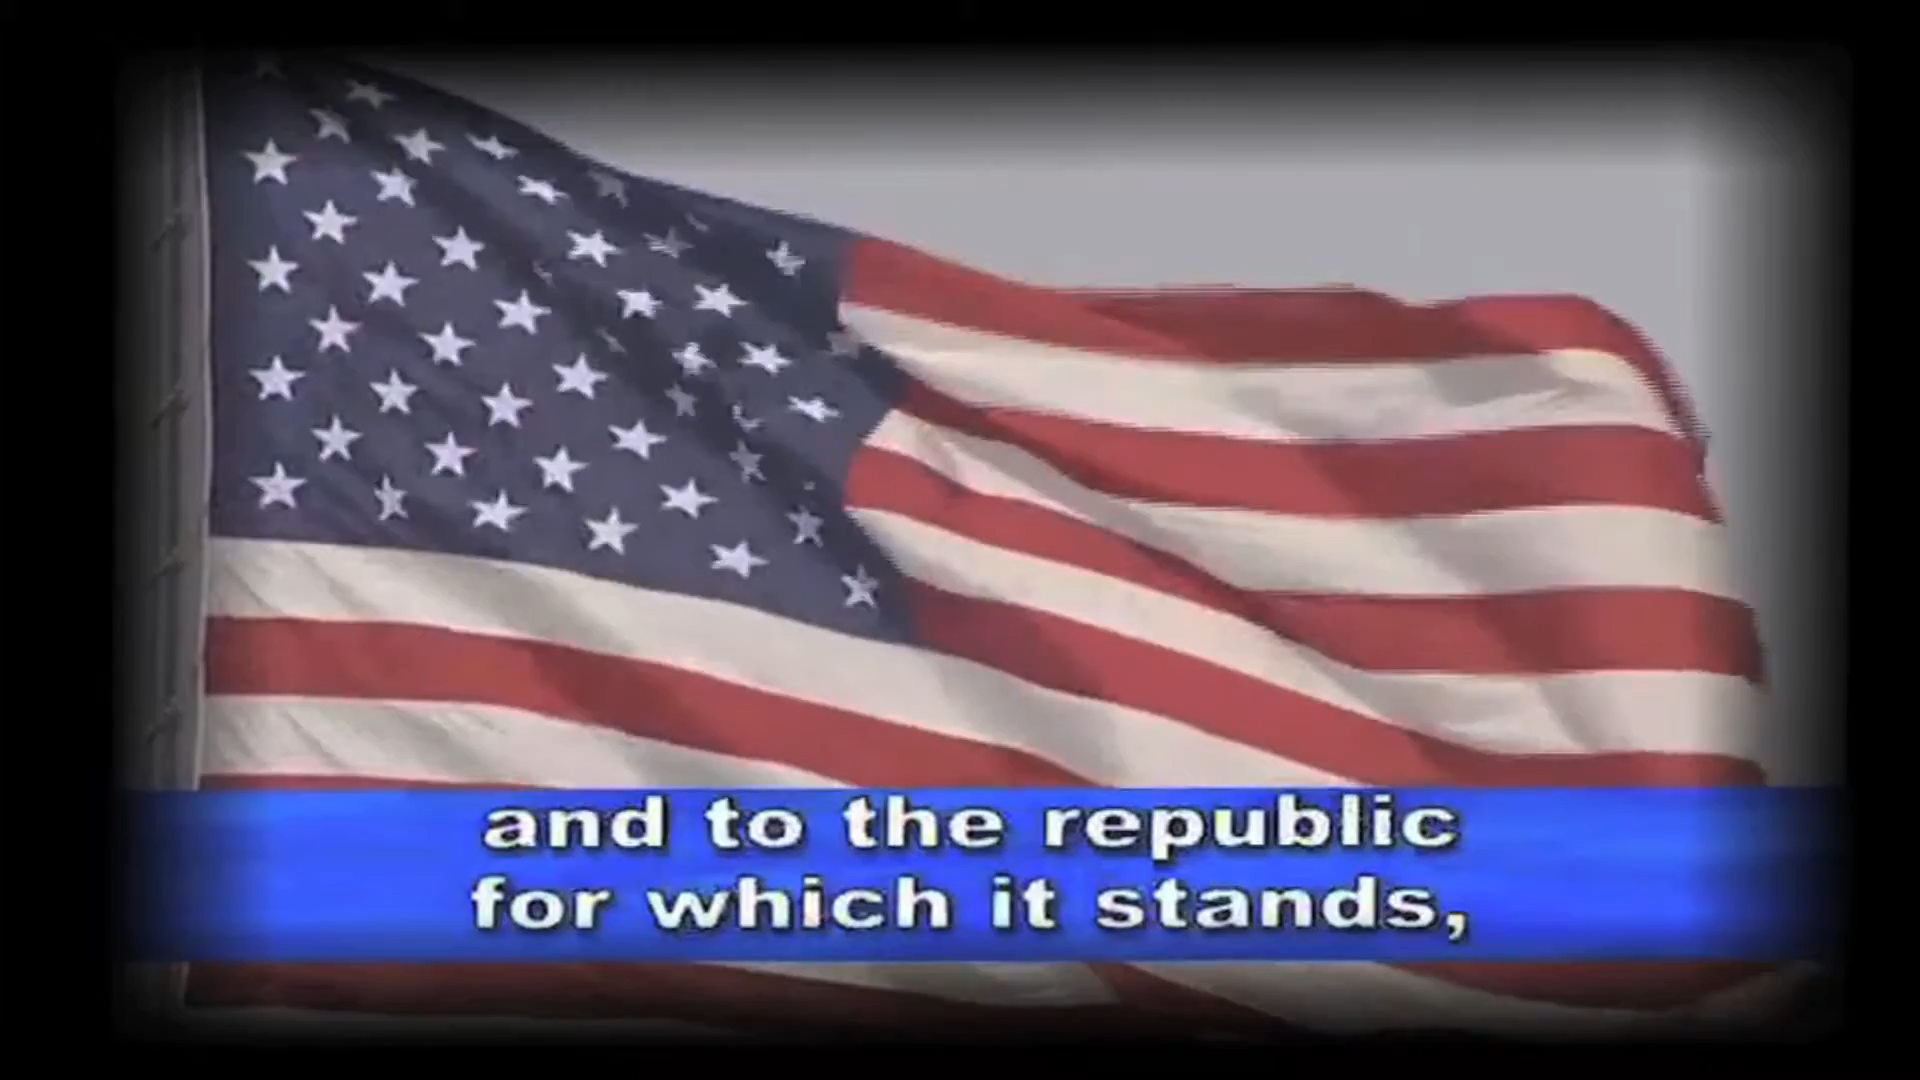 and to the republic
for which it stands,